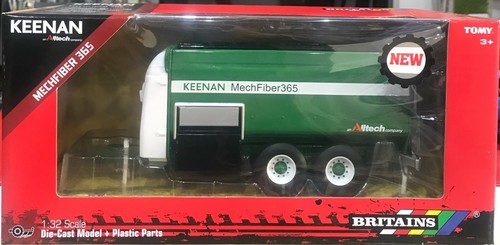 KEENAN
an Alltech company
MECHFIBER 365
TOMY
3+
NEW
KEENAN MechFiber365
an Alltech company
1:32 Scale
Die-Cast Model + Plastic Parts
BRITAINS®